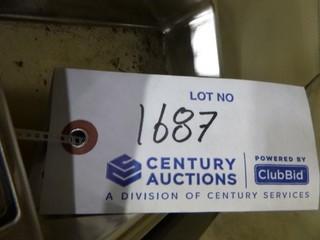 LOT NO
1687
CENTURY AUCTIONS
POWERED BY ClubBid
A DIVISION OF CENTURY SERVICES